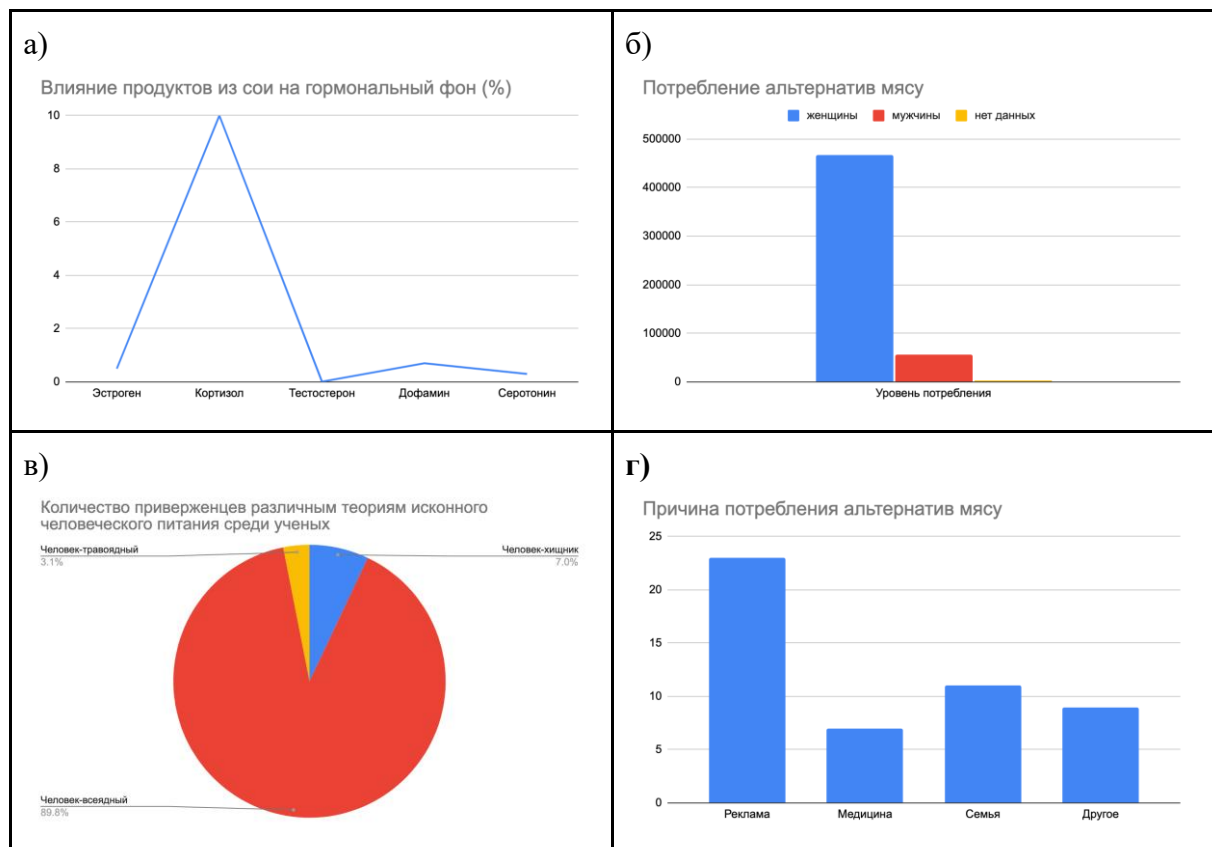 а)
Влияние продуктов из сои на гормональный фон (%)
10
8
6
4
2
0
Эстроген Кортизол Тестостерон Дофамин Серотонин
б)
Потребление альтернатив мясу
женщины мужчины нет данных
500000
400000
300000
200000
100000
0
Уровень потребления
в)
Количество приверженцев различным теориям исконного
человеческого питания среди ученых
Человек-травоядный Человек-хищник
3.1% 7.0%
Человек-всеядный
89.8%
г)
Причина потребления альтернатив мясу
25
20
15
10
5
0
Реклама Медицина Семья Другое